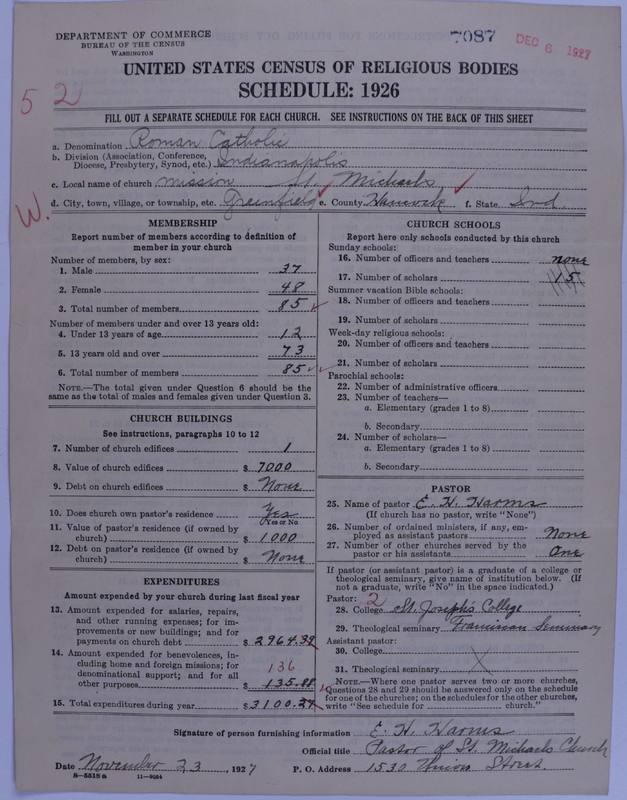 DEPARTMENT OF COMMERCE
BUREAU OF THE CENSUS
WASHINGTON
7087
DEC 6 1927
UNITED STATES CENSUS OF RELIGIOUS BODIES
SCHEDULE: 1926
52
FILL OUT A SEPARATE SCHEDULE FOR EACH CHURCH. SEE INSTRUCTIONS ON THE BACK OF THIS SHEET
a. Denomination Roman Catholic
b. Division (Association, Conference, Diocese, Presbytery, Synod, etc.) Indianapolis
c. Local name of church mission St. Michaels
d. City, town, village, or township, etc. Greenfield e. County Hancock f. State Ind
W.
MEMBERSHIP
Report number of members according to definition of
member in your church
Number of members, by sex:
1. Male 37
2. Female 48
3. Total number of members 85
Number of members under and over 13 years old:
4. Under 13 years of age 12
5. 13 years old and over 73
6. Total number of members 85
NOTE.—The total given under Question 6 should be
same as the total of males and females given under Question 3.
CHURCH BUILDINGS
See instructions, paragraphs 10 to 12
7. Number of church edifices 1
8. Value of church edifices $ 7000
9. Debt on church edifices $ None
10. Does church own pastor's residence Yes
(Yes or No)
11. Value of pastor's residence (if owned by
church) $ 1000
12. Debt on pastor's residence (if owned by
church) $ None
EXPENDITURES
Amount expended by your church during last fiscal year
13. Amount expended for salaries, repairs,
and other running expenses; for im-
provements or new buildings; and for
payments on church debt $ 2964.39
14. Amount expended for benevolences, in-
cluding home and foreign missions; for
denominational support; and for all
other purposes 136
$ 135.88
15. Total expenditures during year $ 3100.27
CHURCH SCHOOLS
Report here only schools conducted by this church
Sunday schools:
16. Number of officers and teachers none
17. Number of scholars 15
Summer vacation Bible schools:
18. Number of officers and teachers
19. Number of scholars
Week-day religious schools:
20. Number of officers and teachers
21. Number of scholars
Parochial schools:
22. Number of administrative officers
23. Number of teachers—
a. Elementary (grades 1 to 8)
b. Secondary
24. Number of scholars—
a. Elementary (grades 1 to 8)
b. Secondary
PASTOR
25. Name of pastor E. H. Harms
(If church has no pastor, write "None")
26. Number of ordained ministers, if any, em-
ployed as assistant pastors None
27. Number of other churches served by the
pastor or his assistants One
If pastor (or assistant pastor) is a graduate of a college or
theological seminary, give name of institution below. (If
not a graduate, write "No" in the space indicated.)
Pastor: 2
28. College St. Josephs College
29. Theological seminary Franciscan Seminary
Assistant pastor:
30. College
31. Theological seminary
NOTE.—Where one pastor serves two or more churches,
Questions 28 and 29 should be answered only on the schedule
for one of the churches; on the schedules for the other churches,
write "See schedule for church."
Signature of person furnishing information E. H. Harms
Official title Pastor of St. Michaels Church
Date November 23, 1927 P. O. Address 1530 Union Street
8—5518 a 11—9024